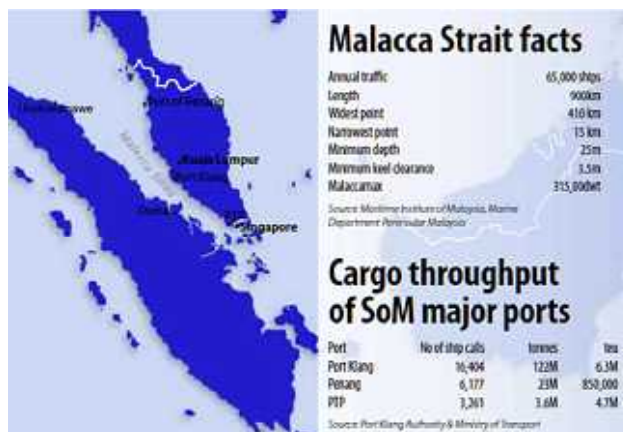 Port of Penang
Malacca Strait
Kuala Lumpur
Port Klang
Dumai
PTP
Singapore
Malacca Strait facts
Annual traffic 65,000 ships
Length 900km
Widest point 416 km
Narrowest point 15 km
Minimum depth 25m
Minimum keel clearance 3.5m
Malaccamax 315,00dwt
Source: Maritime Institute of Malaysia, Marine
Department Peninsular Malaysia
Cargo throughput
of SoM major ports
Port No of ship calls tonnes teu
Port Klang 16,404 122M 6.3M
Penang 6,177 23M 850,000
PTP 3,261 3.6M 4.7M
Source: Port Klang Authority & Ministry of Transport